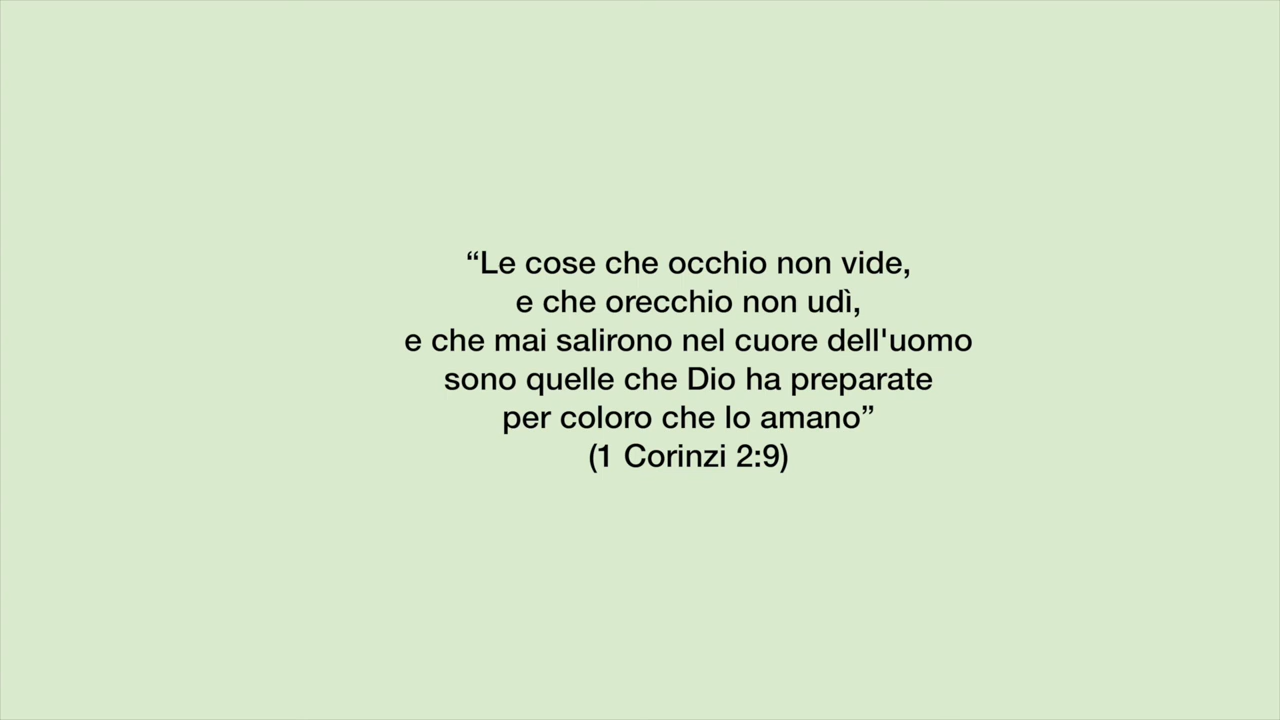 “Le cose che occhio non vide,
e che orecchio non udì,
e che mai salirono nel cuore dell'uomo
sono quelle che Dio ha preparate
per coloro che lo amano”
(1 Corinzi 2:9)